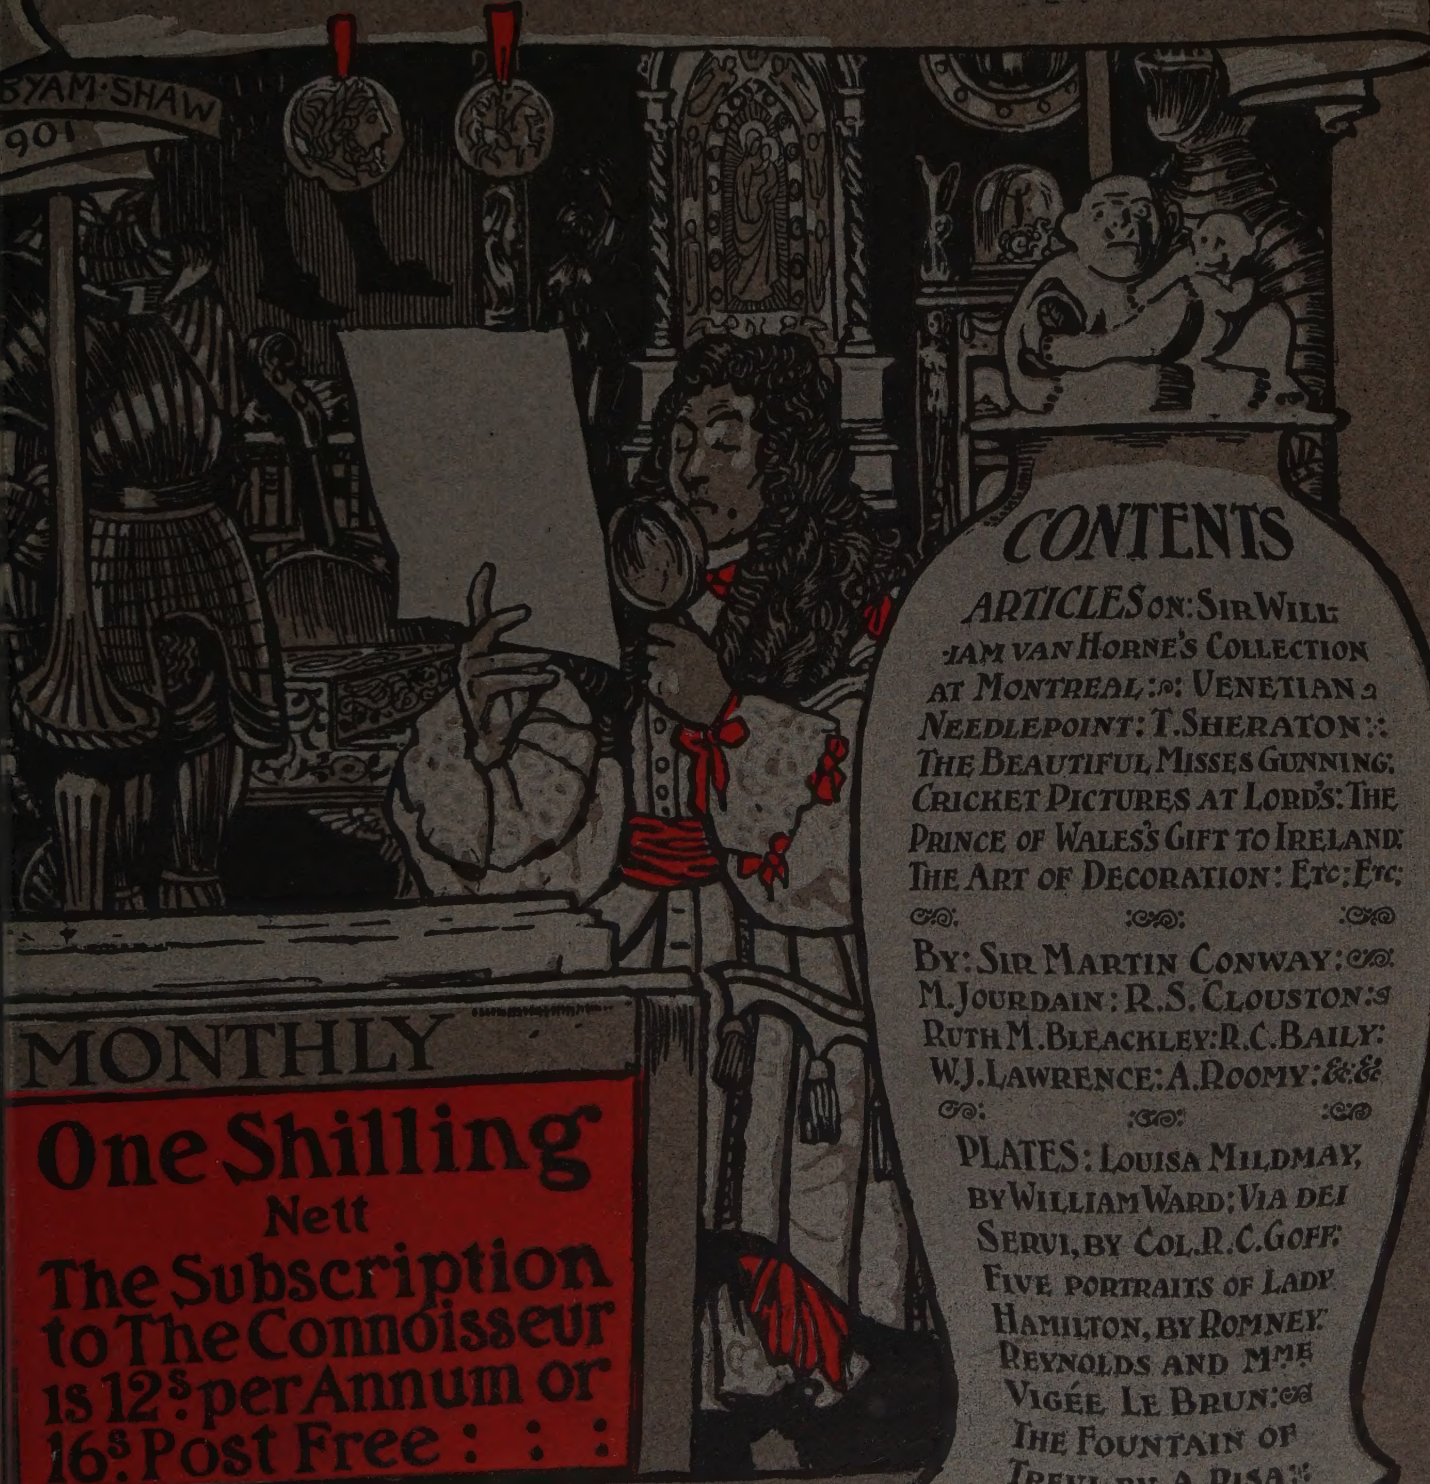 BYAM·SHAW
1901
MONTHLY
One Shilling
Nett
The Subscription
to The Connoisseur
is 12s. per Annum or
16s. Post Free : : :
CONTENTS
ARTICLES ON: SIR WILL-
IAM VAN HORNE'S COLLECTION
AT MONTREAL: VENETIAN
NEEDLEPOINT: T. SHERATON:
THE BEAUTIFUL MISSES GUNNING:
CRICKET PICTURES AT LORD'S: THE
PRINCE OF WALES'S GIFT TO IRELAND:
THE ART OF DECORATION: ETC: ETC:
BY: SIR MARTIN CONWAY:
M. JOURDAIN: R.S. CLOUSTON:
RUTH M. BLEACKLEY: R.C. BAILY:
W.J. LAWRENCE: A. ROOMY: &: &:
PLATES: LOUISA MILDMAY,
BY WILLIAM WARD: VIA DEI
SERVI, BY COL. R.C. GOFF:
FIVE PORTRAITS OF LADY
HAMILTON, BY ROMNEY:
REYNOLDS AND MME
VIGÉE LE BRUN:
THE FOUNTAIN OF
TREVI, BY A. PISA